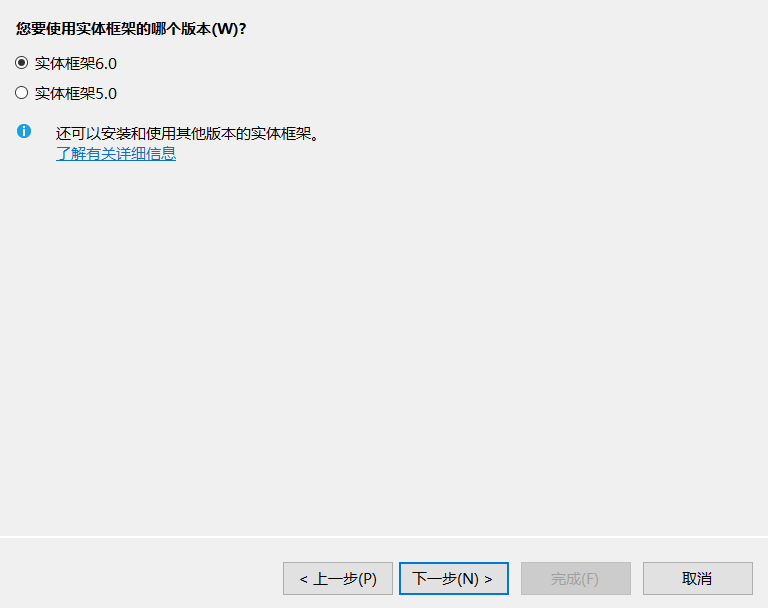 您要使用实体框架的哪个版本(W)?
实体框架6.0
实体框架5.0
还可以安装和使用其他版本的实体框架。
了解有关详细信息
< 上一步(P)
下一步(N) >
完成(F)
取消